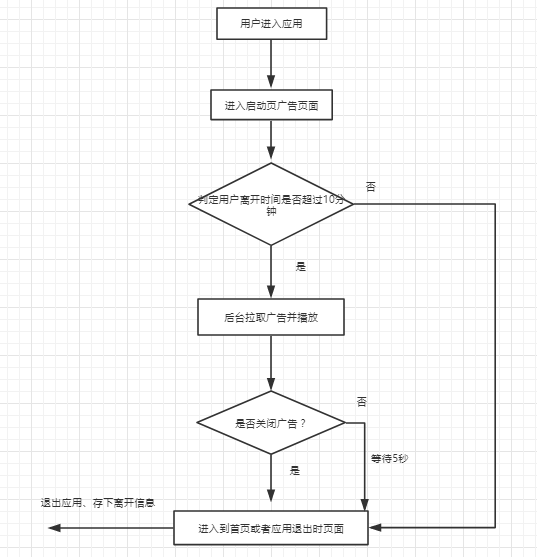 用户进入应用
进入启动页广告页面
判定用户离开时间是否超过10分
钟
否
是
后台拉取广告并播放
是否关闭广告？
否
等待5秒
是
退出应用、存下离开信息
进入到首页或者应用退出时页面